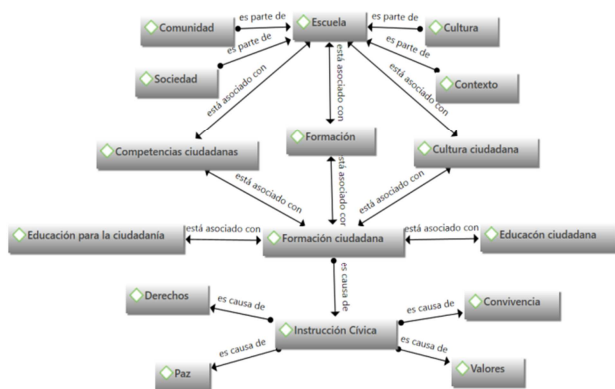 Comunidad
es parte de
Escuela
es parte de
Cultura
es parte de
es parte de
Sociedad
Contexto
está asociado con
está asociado con
está asociado con
Competencias ciudadanas
Formación
Cultura ciudadana
está asociado con
está asociado con
está asociado con
Educación para la ciudadanía
está asociado con
Formación ciudadana
está asociado con
Educacón ciudadana
es causa de
Derechos
es causa de
es causa de
Convivencia
Instrucción Cívica
es causa de
es causa de
Paz
Valores